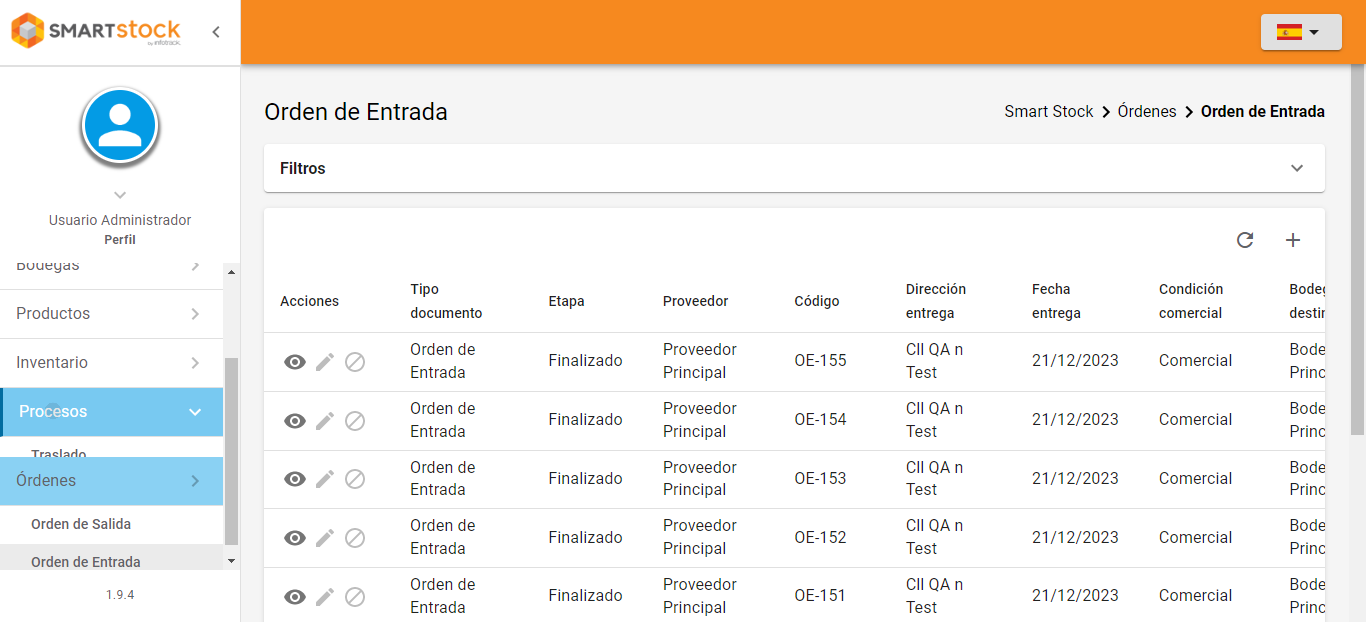 SMARTstock
by infotrack.
Usuario Administrador
Perfil
Bodegas
Productos
Inventario
Procesos
Traslado
Órdenes
Orden de Salida
Orden de Entrada
1.9.4
Orden de Entrada
Smart Stock > Órdenes > Orden de Entrada
Filtros
Acciones Tipo documento Etapa Proveedor Código Dirección entrega Fecha entrega Condición comercial Bodeg destin
Orden de Entrada Finalizado Proveedor Principal OE-155 Cll QA n Test 21/12/2023 Comercial Bode Princ
Orden de Entrada Finalizado Proveedor Principal OE-154 Cll QA n Test 21/12/2023 Comercial Bode Princ
Orden de Entrada Finalizado Proveedor Principal OE-153 Cll QA n Test 21/12/2023 Comercial Bode Princ
Orden de Entrada Finalizado Proveedor Principal OE-152 Cll QA n Test 21/12/2023 Comercial Bode Princ
Orden de Entrada Finalizado Proveedor Principal OE-151 Cll QA n Test 21/12/2023 Comercial Bode Princ